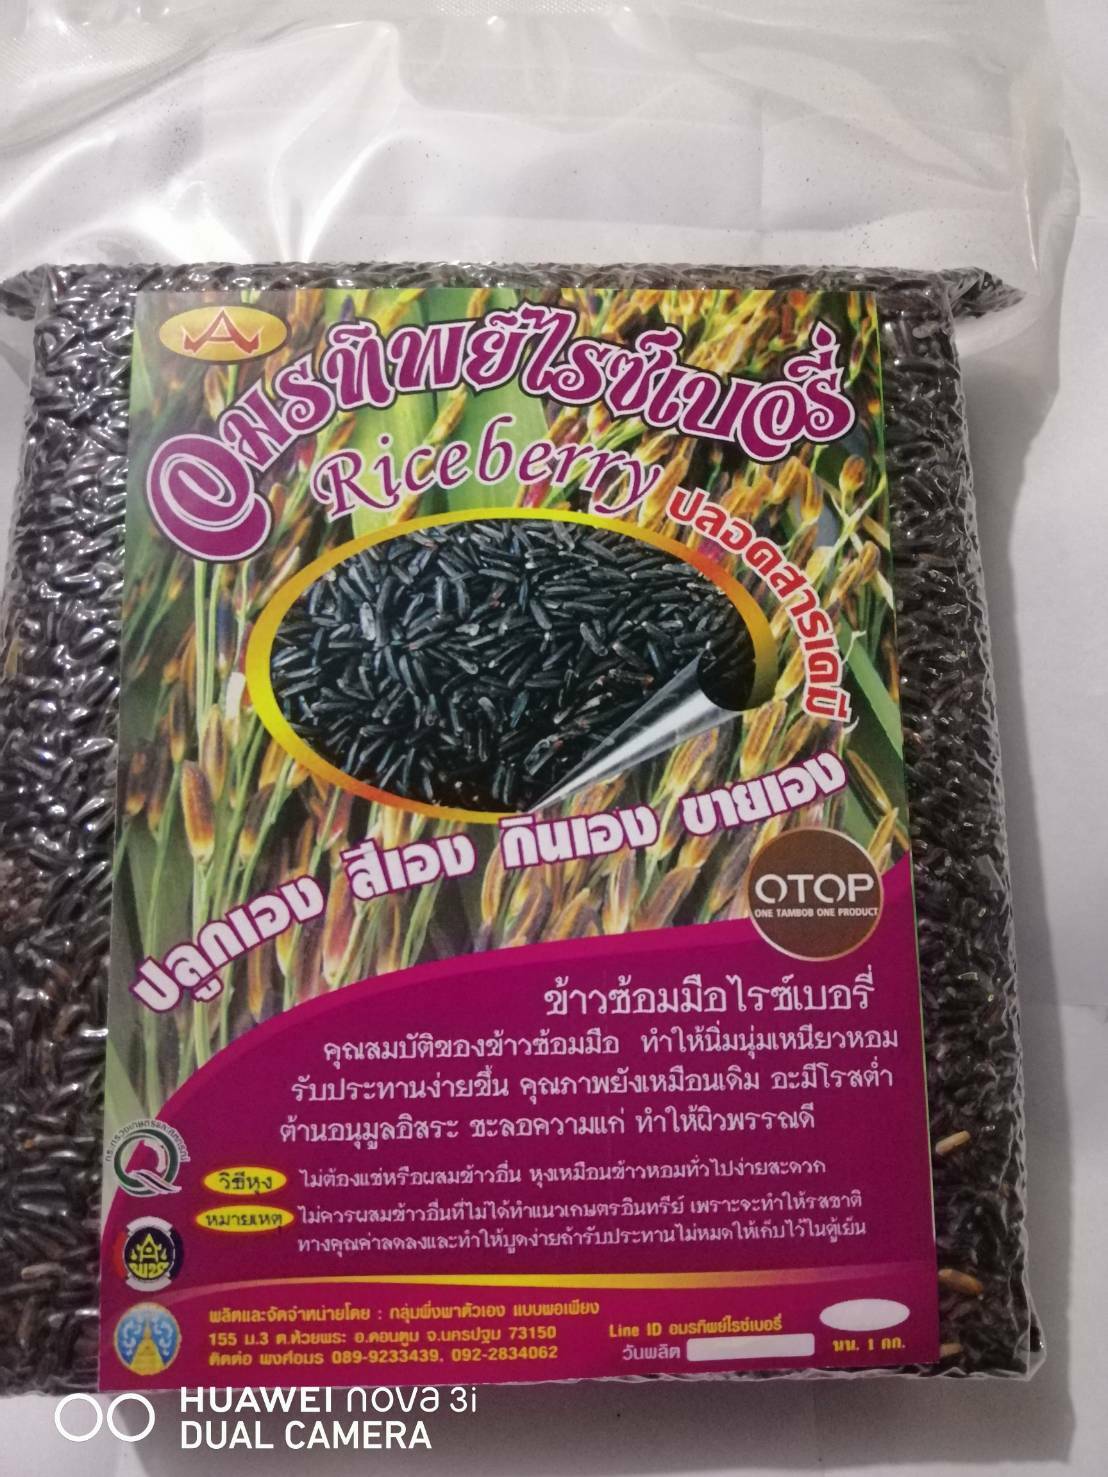 อมรทิพย์ไรซ์เบอรี่
Riceberry
ปลอดสารเคมี
ปลูกเอง สีเอง กินเอง ขายเอง
OTOP
ONE TAMBOB ONE PRODUCT
ข้าวซ้อมมือไรซ์เบอรี่
คุณสมบัติของข้าวซ้อมมือ ทำให้นิ่มนุ่มเหนียวหอม
รับประทานง่ายขึ้น คุณภาพยังเหมือนเดิม อะมีโรสต่ำ
ต้านอนุมูลอิสระ ชะลอความแก่ ทำให้ผิวพรรณดี
วิธีหุง ไม่ต้องแช่หรือผสมข้าวอื่น หุงเหมือนข้าวหอมทั่วไปง่ายสะดวก
หมายเหตุ ไม่ควรผสมข้าวอื่นที่ไม่ได้ทำแนวเกษตรอินทรีย์ เพราะจะทำให้รสชาติ
ทางคุณค่าลดลงและทำให้บูดง่ายถ้ารับประทานไม่หมดให้เก็บไว้ในตู้เย็น
ผลิตและจัดจำหน่ายโดย : กลุ่มพึ่งพาตัวเอง แบบพอเพียง
155 ม.3 ต.ห้วยพระ อ.ดอนตูม จ.นครปฐม 73150
ติดต่อ พงศ์อมร 089-9233439, 092-2834062
Line ID อมรทิพย์ไรซ์เบอรี่
วันผลิต
นน. 1 กก.
HUAWEI nova 3i
DUAL CAMERA